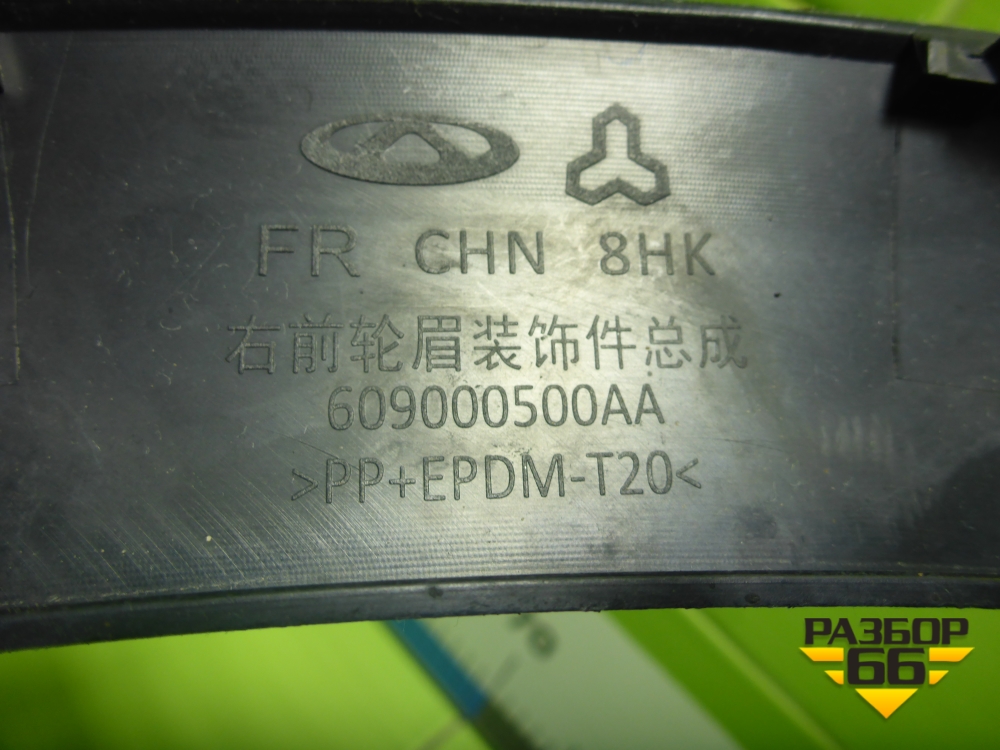 FR CHN 8HK
右前轮眉装饰件总成
609000500AA
>PP+EPDM-T20<
РАЗБОР
66